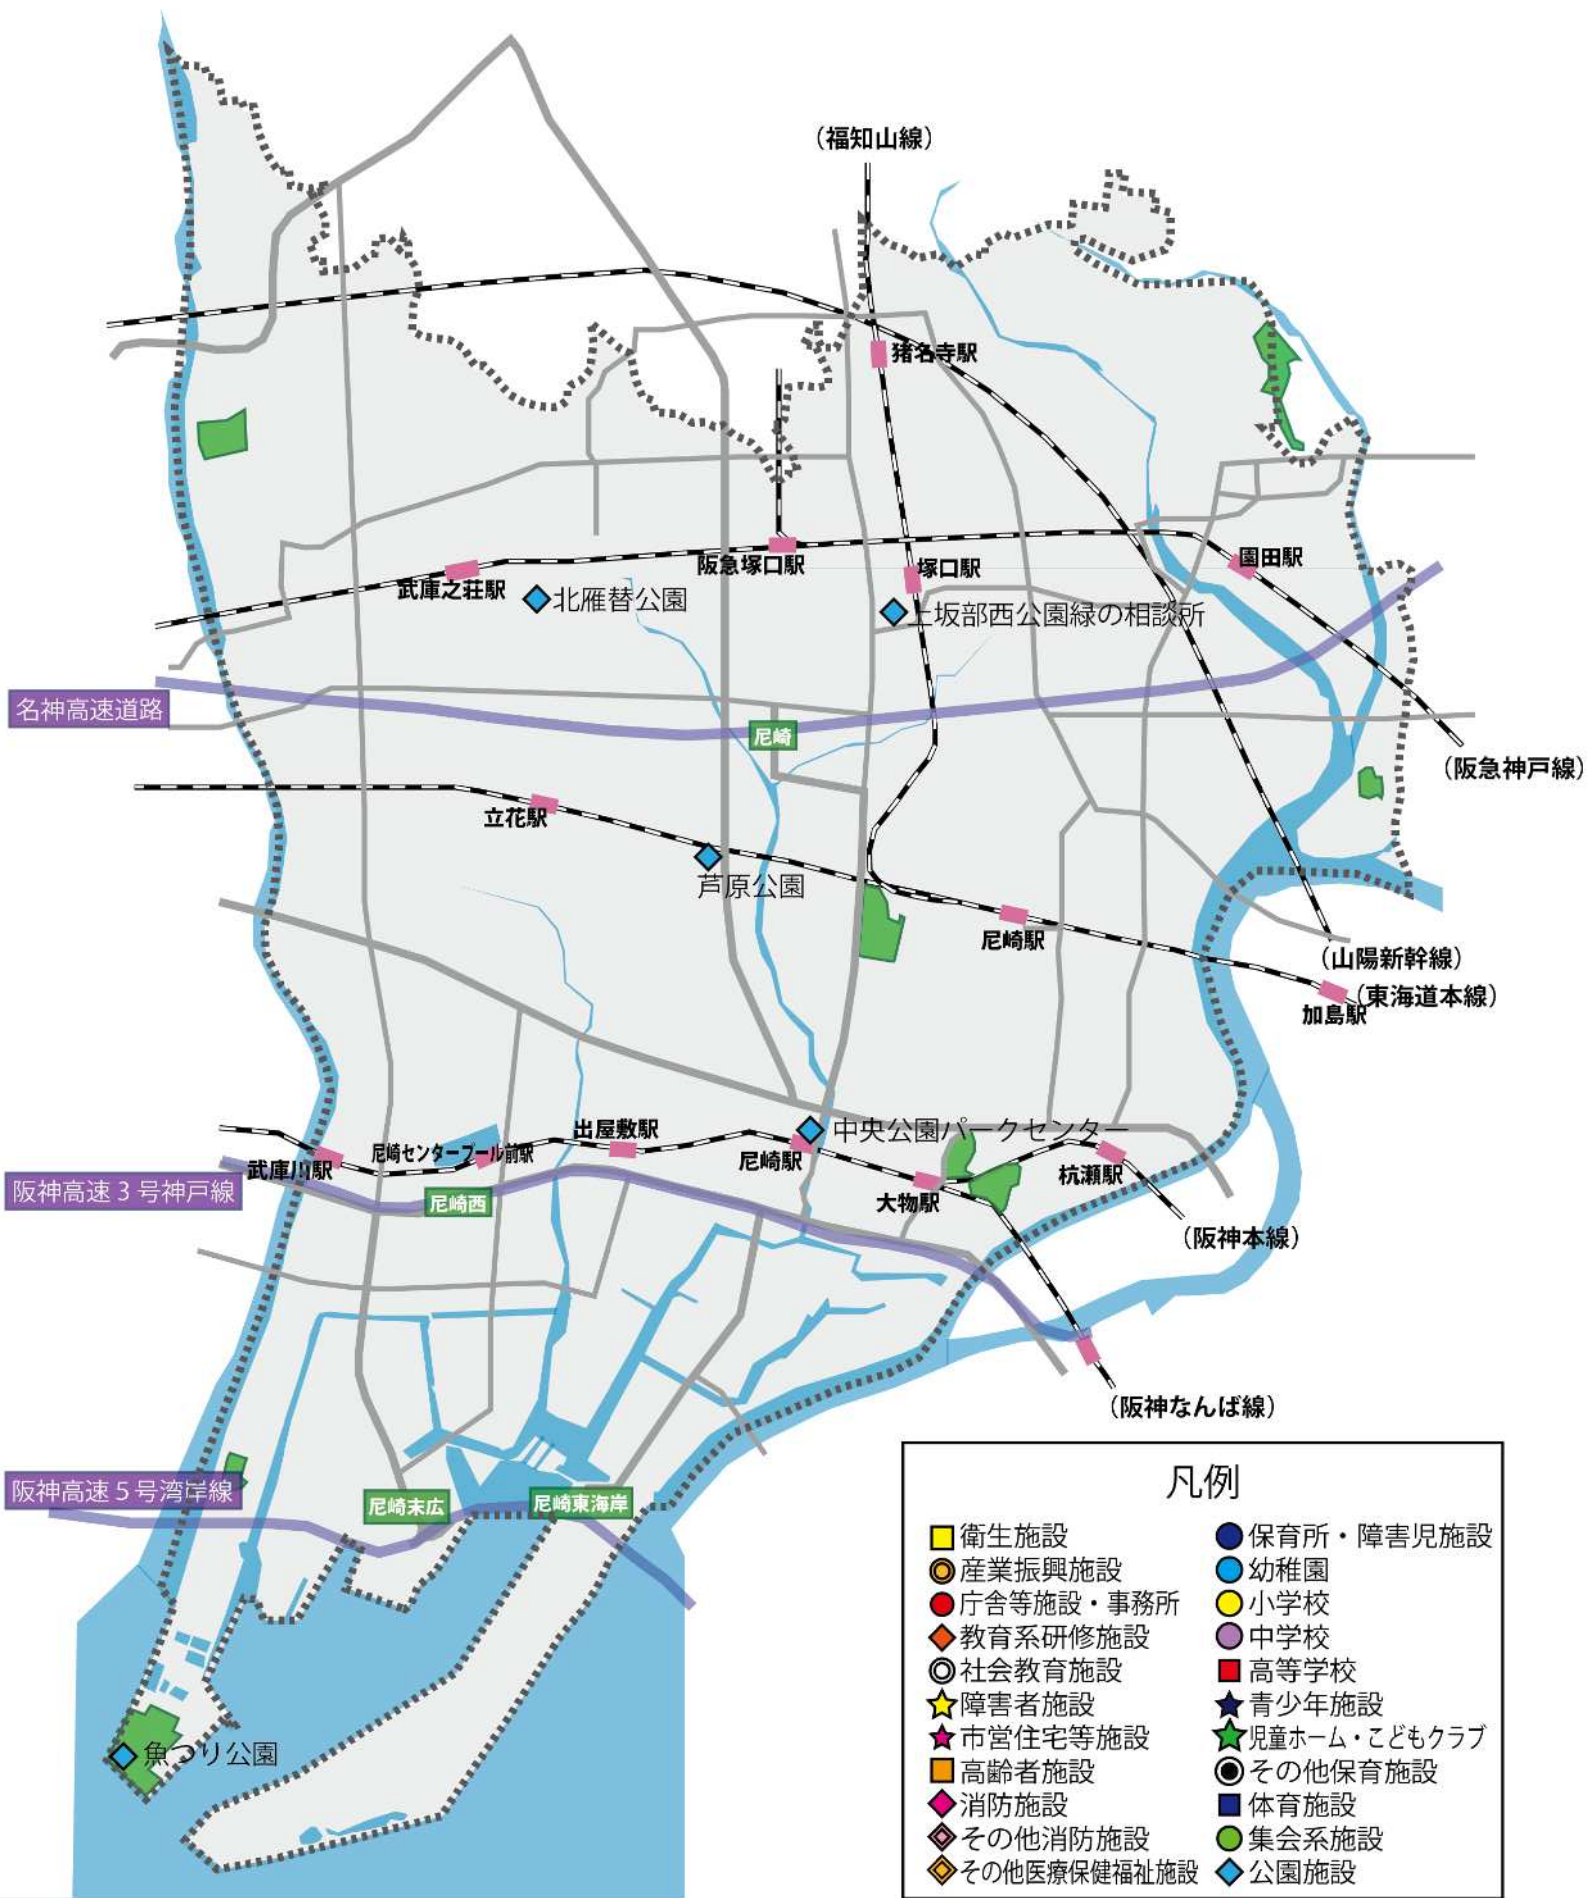 （福知山線）
猪名寺駅
阪急塚口駅
塚口駅
園田駅
武庫之荘駅
北雁替公園
上坂部西公園緑の相談所
名神高速道路
尼崎
（阪急神戸線）
立花駅
芦原公園
尼崎駅
（山陽新幹線）
（東海道本線）
加島駅
出屋敷駅
中央公園パークセンター
尼崎センタープール前駅
武庫川駅
尼崎駅
杭瀬駅
阪神高速３号神戸線
尼崎西
大物駅
（阪神本線）
（阪神なんば線）
阪神高速５号湾岸線
尼崎末広
尼崎東海岸
魚つり公園
凡例
衛生施設
産業振興施設
庁舎等施設・事務所
教育系研修施設
社会教育施設
障害者施設
市営住宅等施設
高齢者施設
消防施設
その他消防施設
その他医療保健福祉施設
保育所・障害児施設
幼稚園
小学校
中学校
高等学校
青少年施設
児童ホーム・こどもクラブ
その他保育施設
体育施設
集会系施設
公園施設